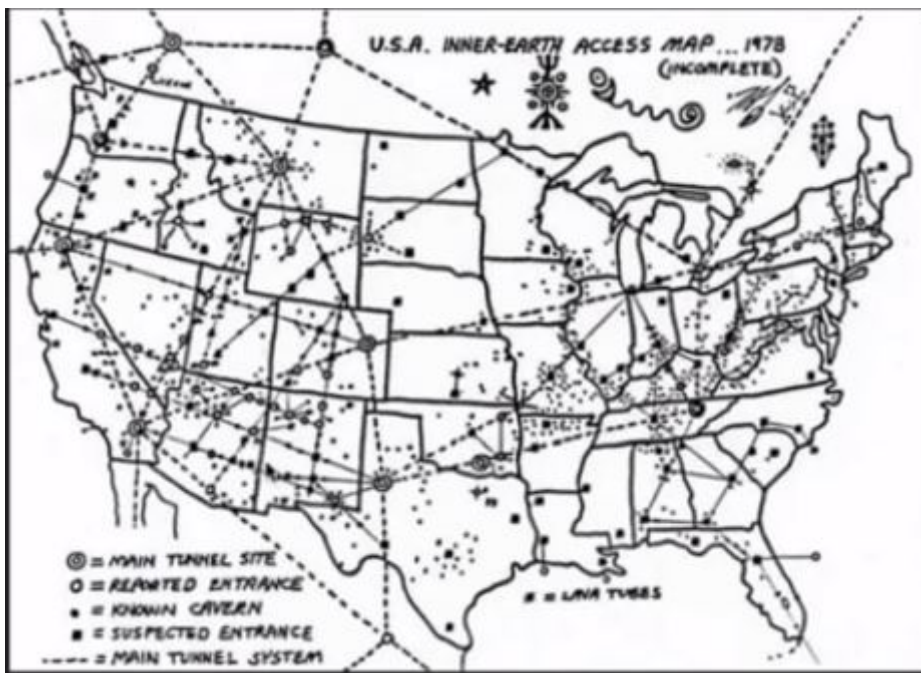 U.S.A. INNER-EARTH ACCESS MAP... 1978
(INCOMPLETE)
= MAIN TUNNEL SITE
= REPORTED ENTRANCE
= KNOWN CAVERN
= SUSPECTED ENTRANCE
= MAIN TUNNEL SYSTEM
= LAVA TUBES